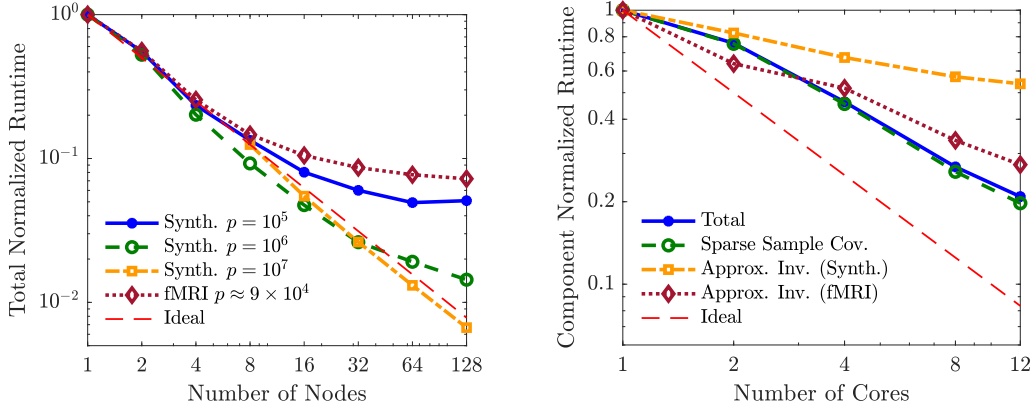 Total Normalized Runtime
10^0
10^-1
10^-2
Synth. p = 10^5
Synth. p = 10^6
Synth. p = 10^7
fMRI p ≈ 9 × 10^4
Ideal
1 2 4 8 16 32 64 128
Number of Nodes
Component Normalized Runtime
1
0.8
0.6
0.4
0.2
0.1
Total
Sparse Sample Cov.
Approx. Inv. (Synth.)
Approx. Inv. (fMRI)
Ideal
1 2 4 8 12
Number of Cores